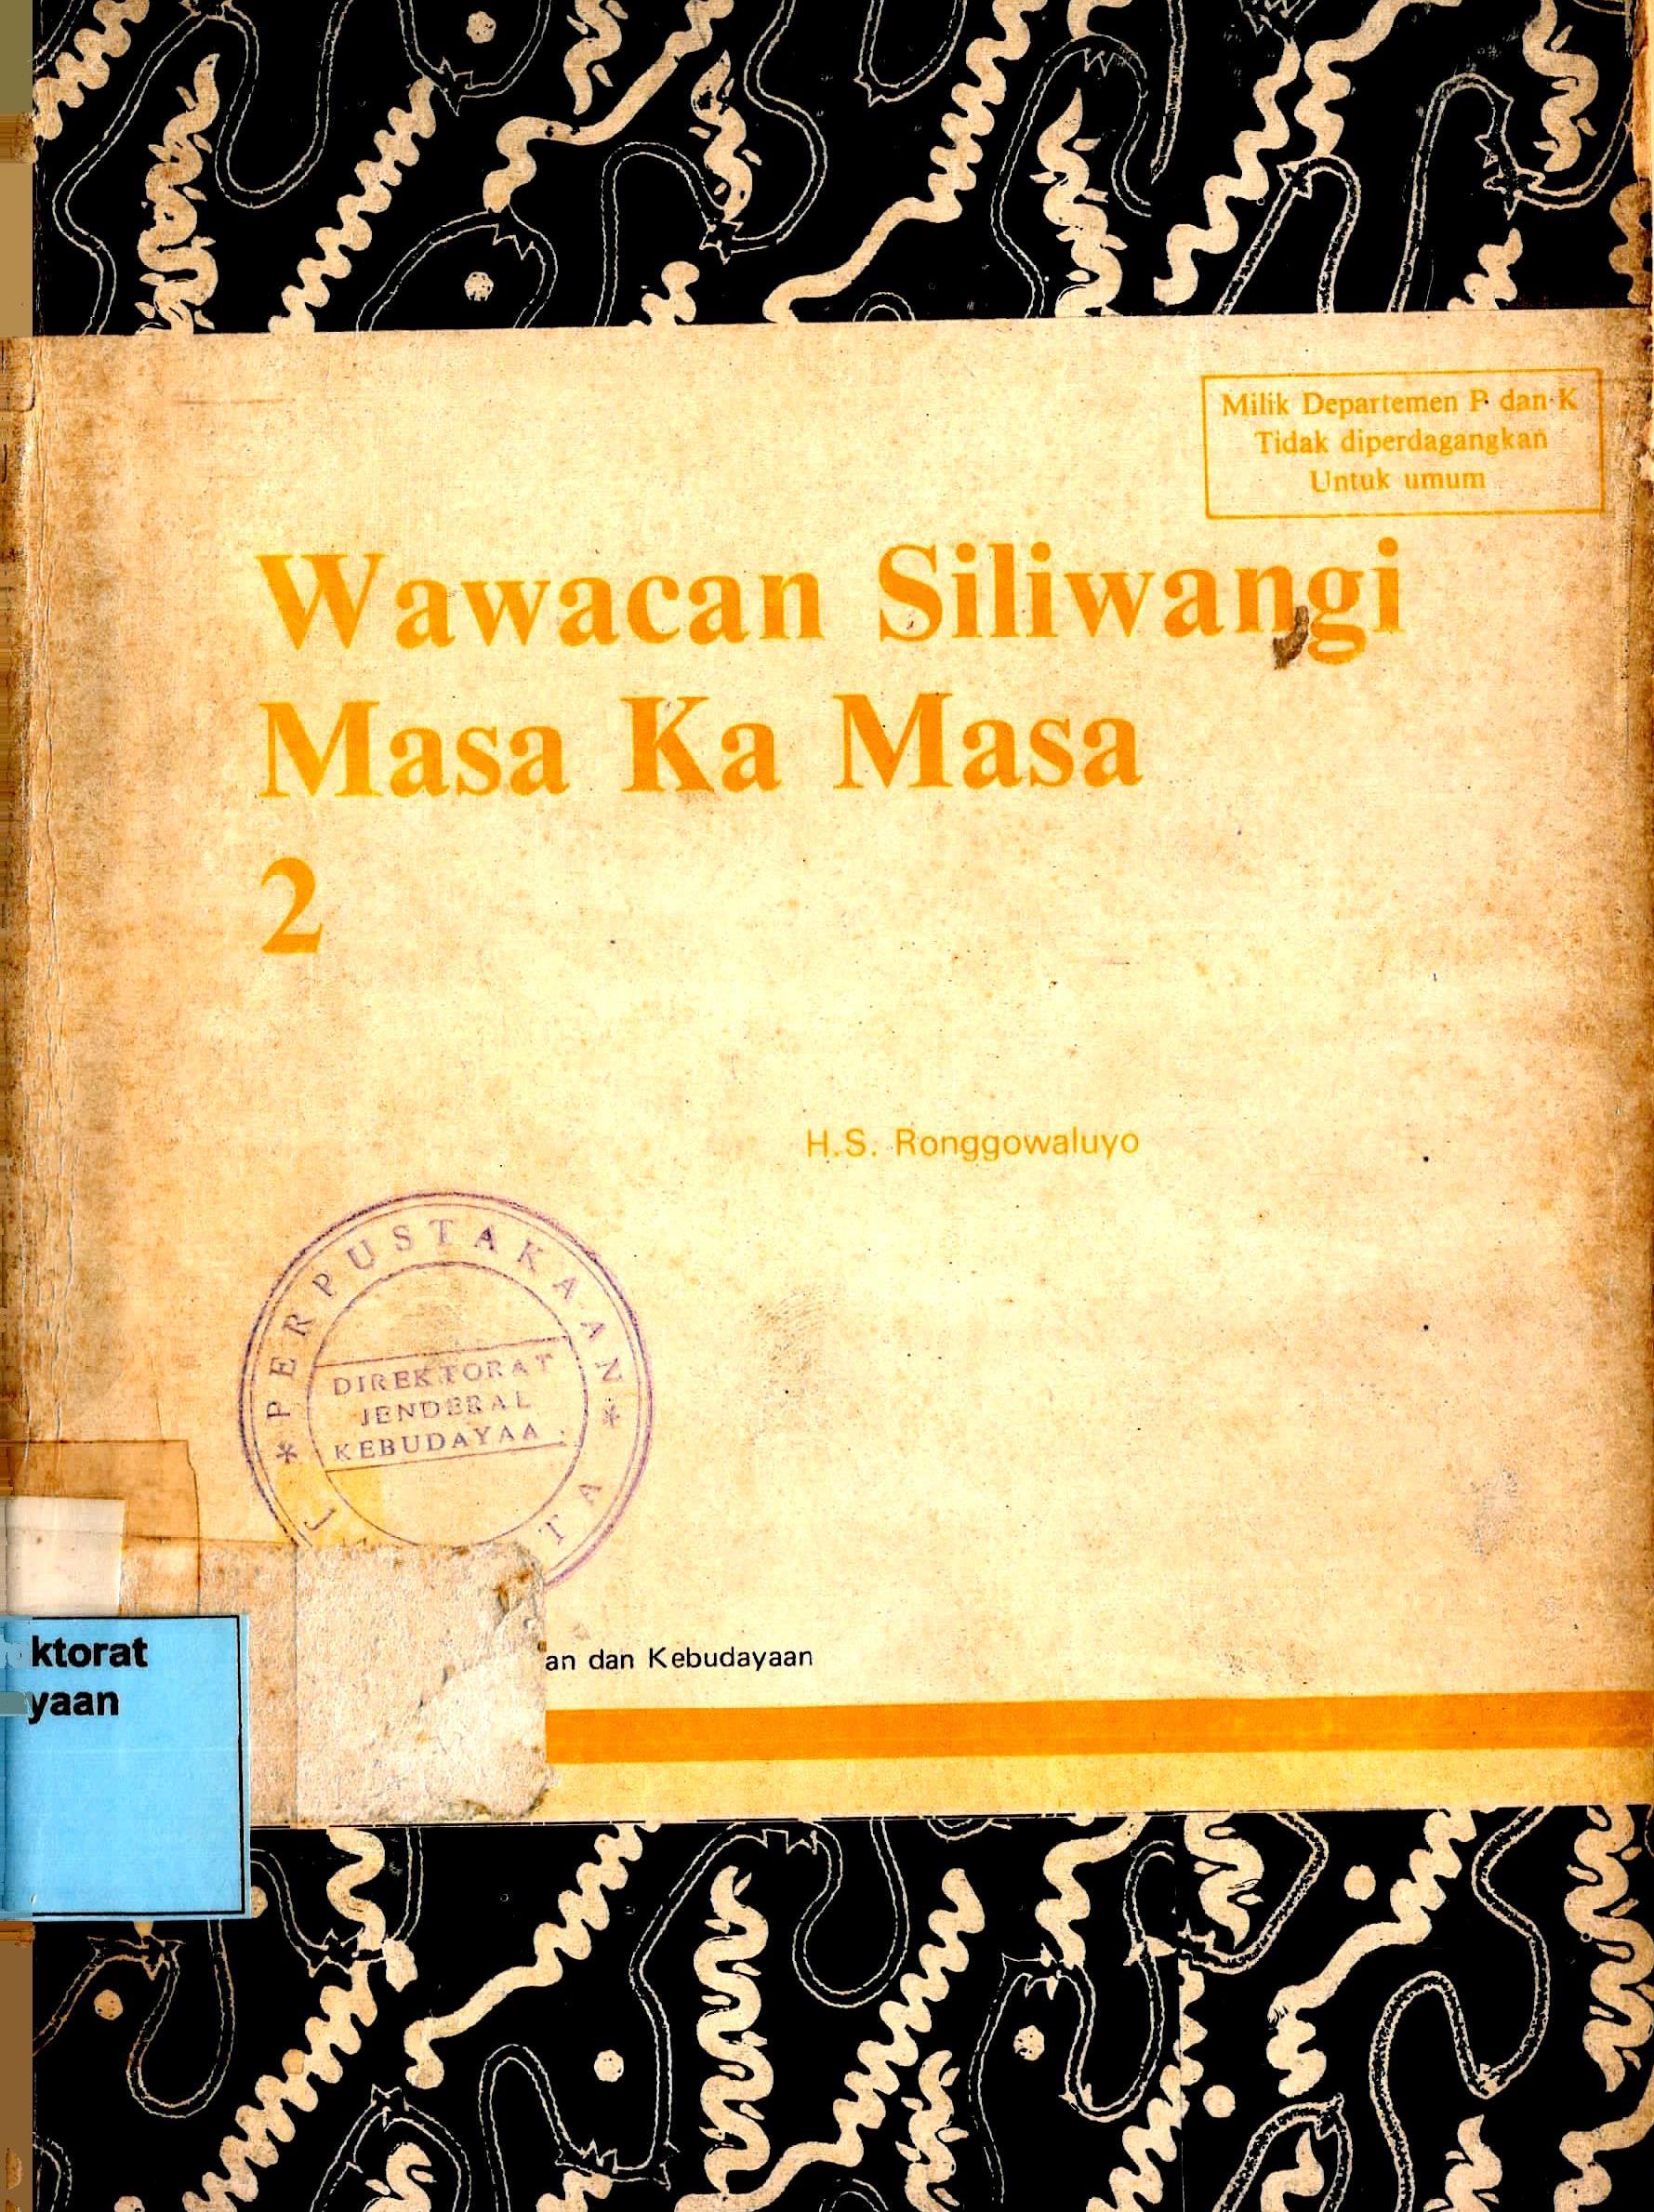 Milik Departemen P dan K
Tidak diperdagangkan
Untuk umum
Wawacan Siliwangi
Masa Ka Masa
2
H.S. Ronggowaluyo
* PERPUSTAKAAN *
DIREKTORAT
JENDERAL
KEBUDAYAA
an dan Kebudayaan
ktorat
yaan